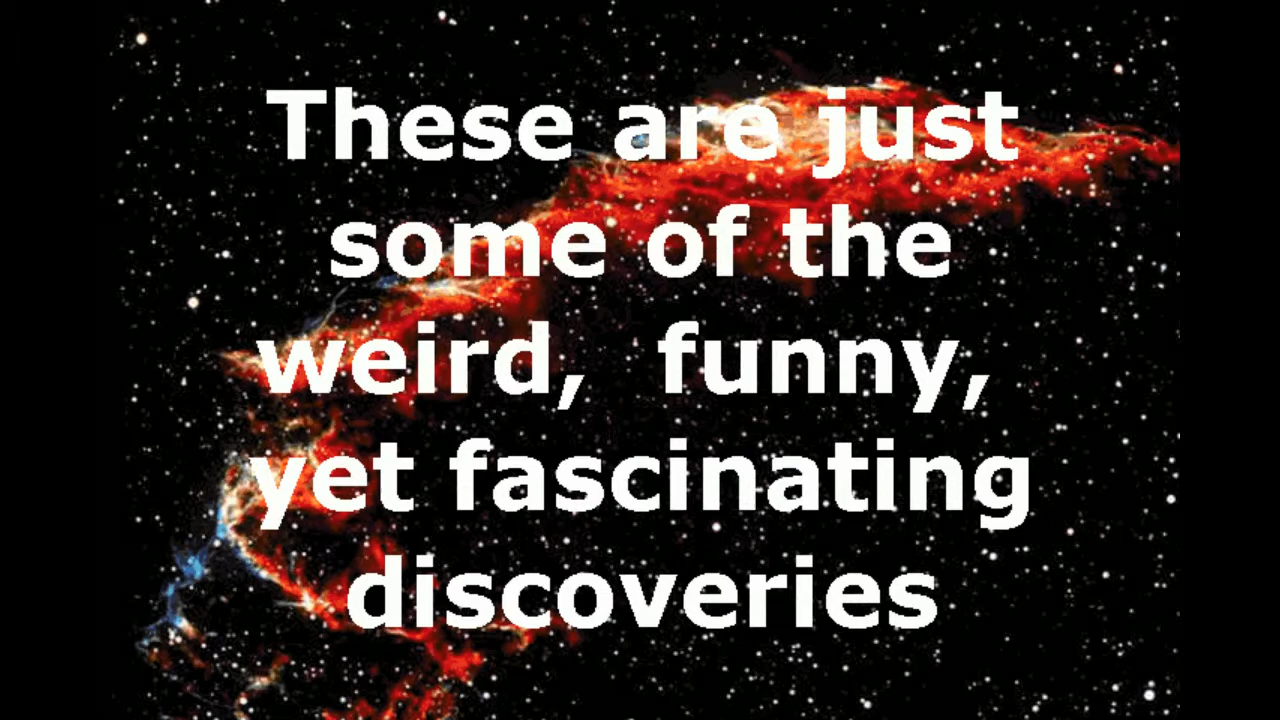 These are just
some of the
weird, funny,
yet fascinating
discoveries